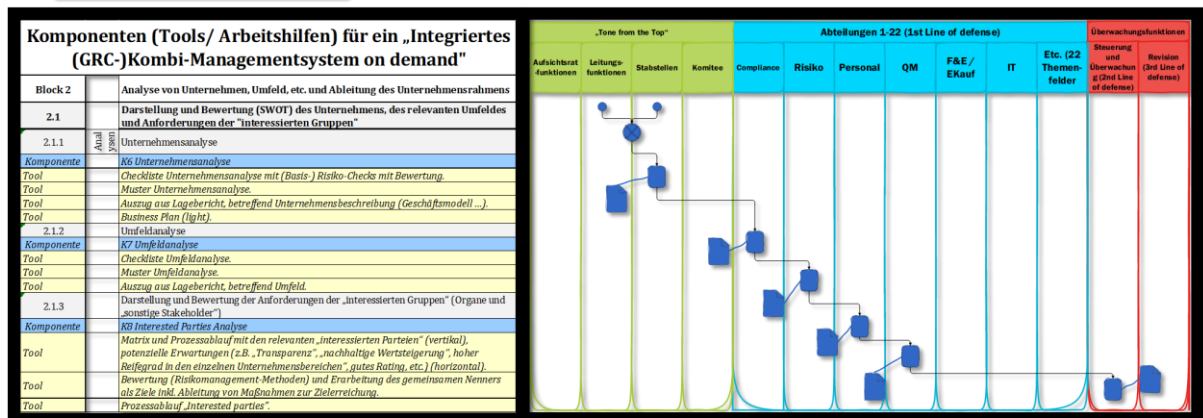 Komponenten (Tools/ Arbeitshilfen) für ein „Integriertes
(GRC-)Kombi-Managementsystem on demand"
Block 2 Analyse von Unternehmen, Umfeld, etc. und Ableitung des Unternehmensrahmens
2.1 Darstellung und Bewertung (SWOT) des Unternehmens, des relevanten Umfeldes
und Anforderungen der "interessierten Gruppen"
2.1.1 Anal
ysen Unternehmensanalyse
Komponente K6 Unternehmensanalyse
Tool Checkliste Unternehmensanalyse mit (Basis-) Risiko-Checks mit Bewertung.
Tool Muster Unternehmensanalyse.
Tool Auszug aus Lagebericht, betreffend Unternehmensbeschreibung (Geschäftsmodell ...).
Tool Business Plan (light).
2.1.2 Umfeldanalyse
Komponente K7 Umfeldanalyse
Tool Checkliste Umfeldanalyse.
Tool Muster Umfeldanalyse.
Tool Auszug aus Lagebericht, betreffend Umfeld.
2.1.3 Darstellung und Bewertung der Anforderungen der „interessierten Gruppen" (Organe und
„sonstige Stakeholder")
Komponente K8 Interested Parties Analyse
Tool Matrix und Prozessablauf mit den relevanten „interessierten Parteien" (vertikal),
potenzielle Erwartungen (z.B. „Transparenz", „nachhaltige Wertsteigerung", hoher
Reifegrad in den einzelnen Unternehmensbereichen", gutes Rating, etc.) (horizontal).
Tool Bewertung (Risikomanagement-Methoden) und Erarbeitung des gemeinsamen Nenners
als Ziele inkl. Ableitung von Maßnahmen zur Zielerreichung.
Tool Prozessablauf „Interested parties".
„Tone from the Top"
Abteilungen 1-22 (1st Line of defense)
Überwachungsfunktionen
Aufsichtsrat
-funktionen
Leitungs-
funktionen
Stabstellen
Komitee
Compliance
Risiko
Personal
QM
F&E /
EKauf
IT
Etc. (22
Themen-
felder
Steuerung
und
Überwachun
g (2nd Line
of defense)
Revision
(3rd Line of
defense)